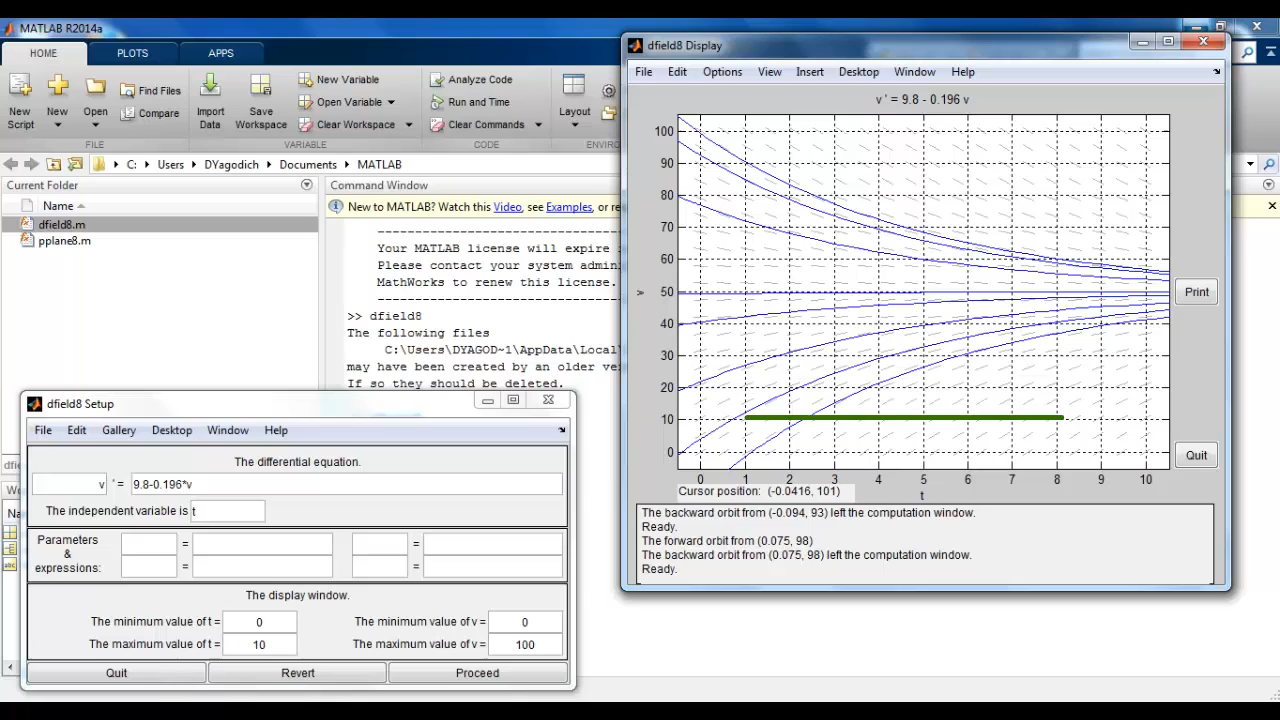 MATLAB R2014a
HOME PLOTS APPS
New Script
New
Open
Find Files
Compare
FILE
Import Data
Save Workspace
New Variable
Open Variable
Clear Workspace
VARIABLE
Analyze Code
Run and Time
Clear Commands
CODE
Layout
ENVIRO
C: Users DYagodich Documents MATLAB
Current Folder
Name
dfield8.m
pplane8.m
Command Window
New to MATLAB? Watch this Video, see Examples, or re
Your MATLAB license will expire
Please contact your system admin
MathWorks to renew this license.
>> dfield8
The following files
C:\Users\DYAGOD~1\AppData\Local\
may have been created by an older ver
If so they should be deleted.
dfield8 Setup
File Edit Gallery Desktop Window Help
The differential equation.
v ' = 9.8-0.196*v
The independent variable is t
Parameters & expressions:
= =
= =
The display window.
The minimum value of t = 0 The minimum value of v = 0
The maximum value of t = 10 The maximum value of v = 100
Quit Revert Proceed
dfield8 Display
File Edit Options View Insert Desktop Window Help
v ' = 9.8 - 0.196 v
100
90
80
70
60
50
40
30
20
10
0
v
0 1 2 3 4 5 6 7 8 9 10
t
Print
Quit
Cursor position: (-0.0416, 101)
The backward orbit from (-0.094, 93) left the computation window.
Ready.
The forward orbit from (0.075, 98)
The backward orbit from (0.075, 98) left the computation window.
Ready.